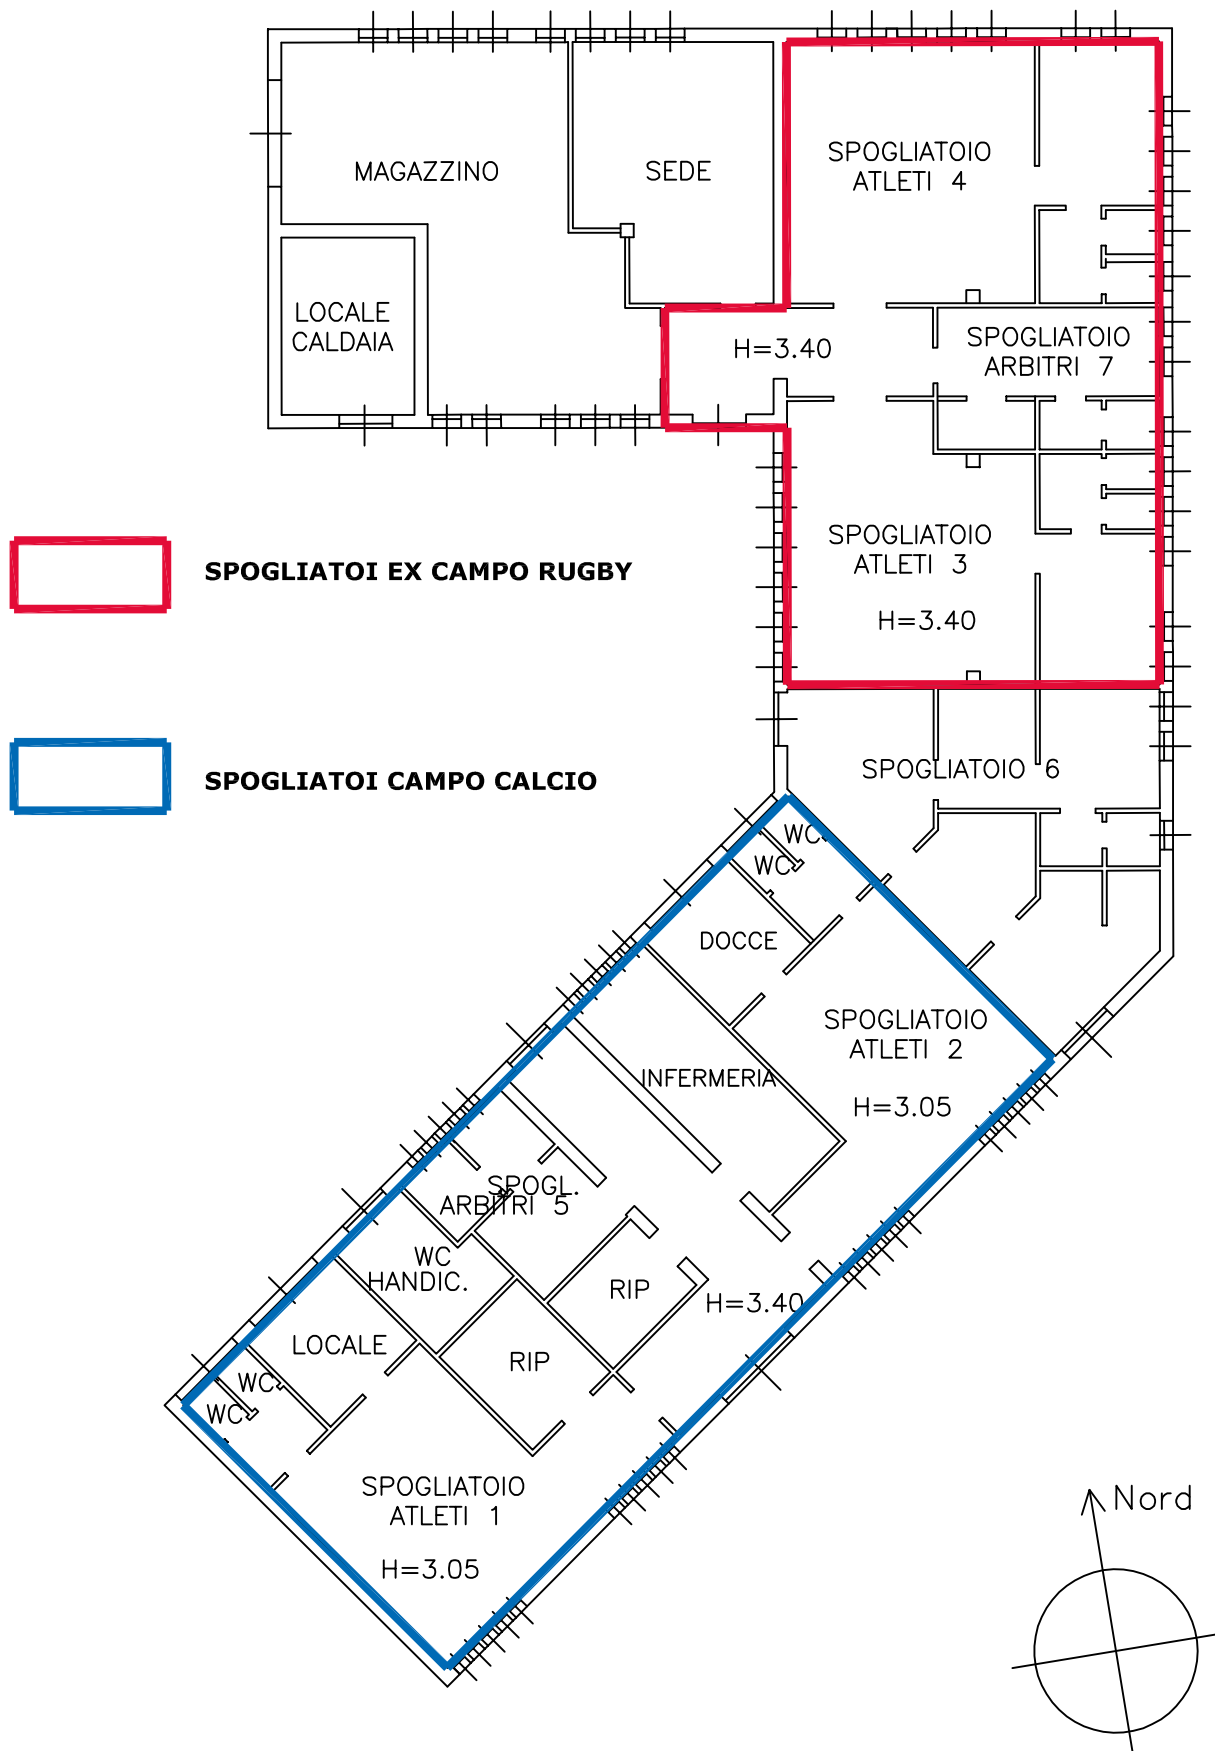 MAGAZZINO
SEDE
SPOGLIATOIO
ATLETI 4
LOCALE
CALDAIA
H=3.40
SPOGLIATOIO
ARBITRI 7
SPOGLIATOI EX CAMPO RUGBY
SPOGLIATOIO
ATLETI 3
H=3.40
SPOGLIATOI CAMPO CALCIO
SPOGLIATOIO 6
WC
WC
DOCCE
SPOGLIATOIO
ATLETI 2
H=3.05
INFERMERIA
SPOGL.
ARBITRI 5
WC
HANDIC.
RIP
H=3.40
LOCALE
RIP
WC
WC
SPOGLIATOIO
ATLETI 1
H=3.05
Nord